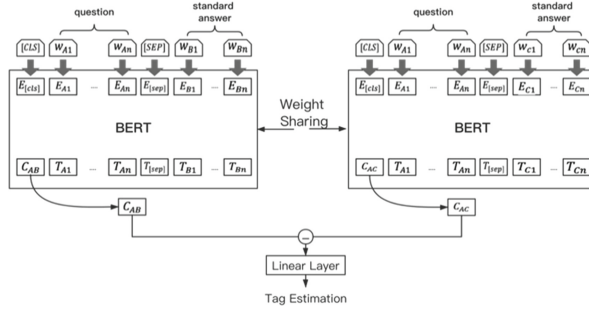 question
standard
answer
[CLS] W_A1 W_An [SEP] W_B1 W_Bn
E_[cls] E_A1 ... E_An E_[sep] E_B1 ... E_Bn
BERT
C_AB T_A1 ... T_An T_[sep] T_B1 ... T_Bn
C_AB
Weight
Sharing
question
standard
answer
[CLS] W_A1 W_An [SEP] W_C1 W_Cn
E_[cls] E_A1 ... E_An E_[sep] E_C1 ... E_Cn
BERT
C_AC T_A1 ... T_An T_[sep] T_C1 ... T_Cn
C_AC
−
Linear Layer
Tag Estimation